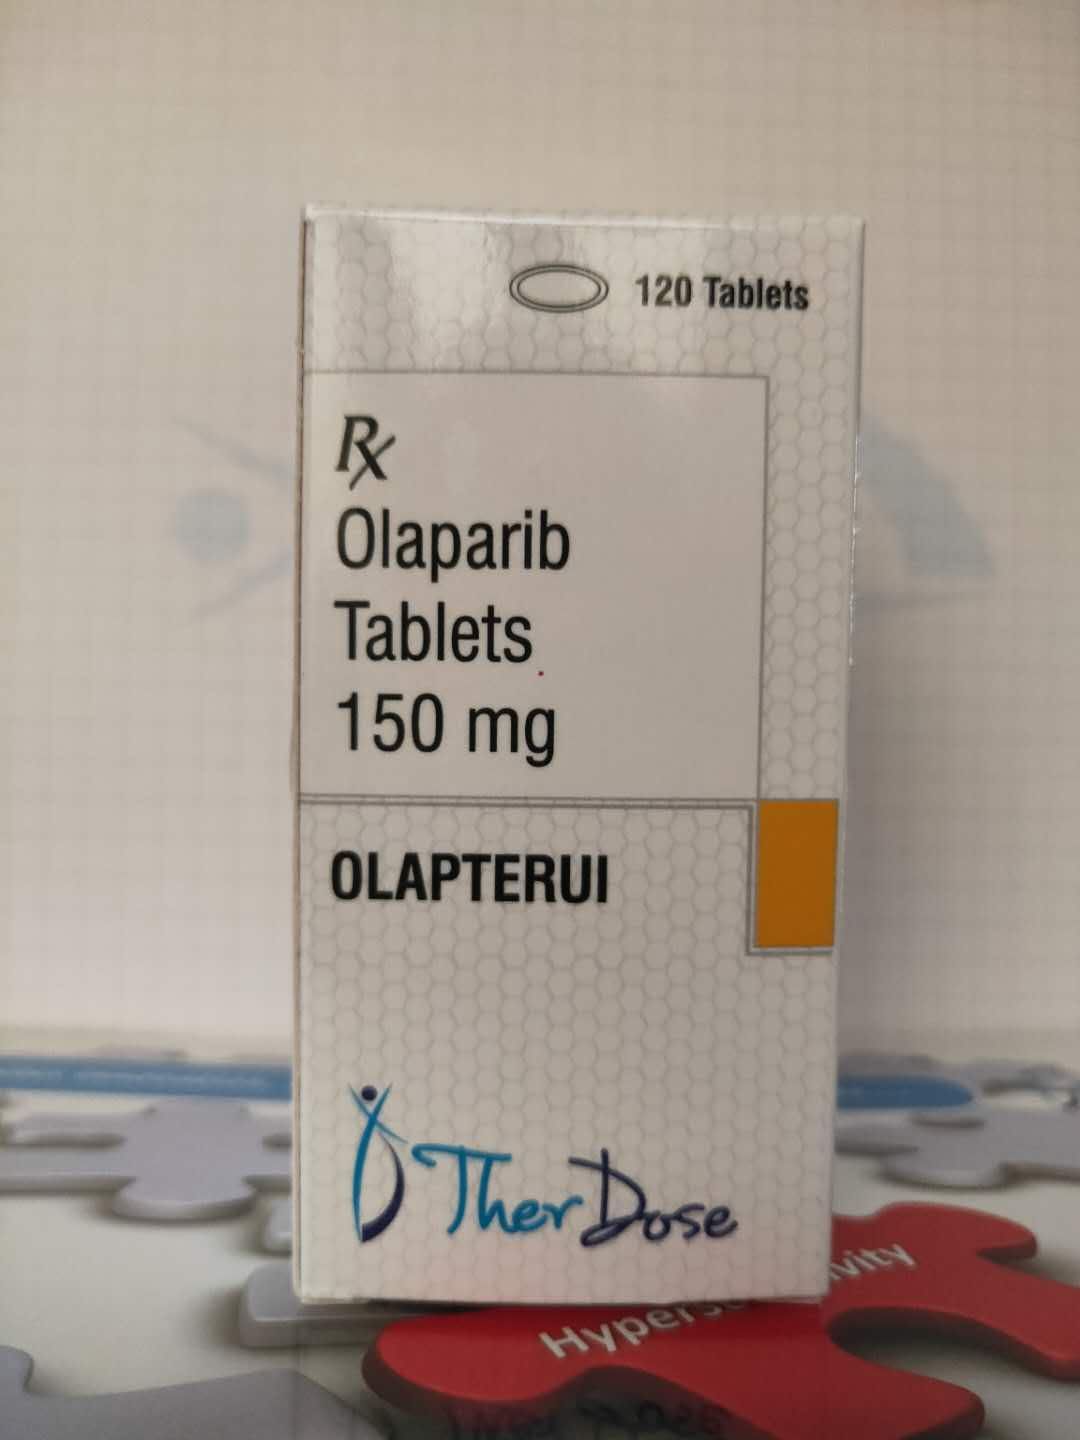 120 Tablets
Rx
Olaparib
Tablets
150 mg
OLAPTERUI
TherDose